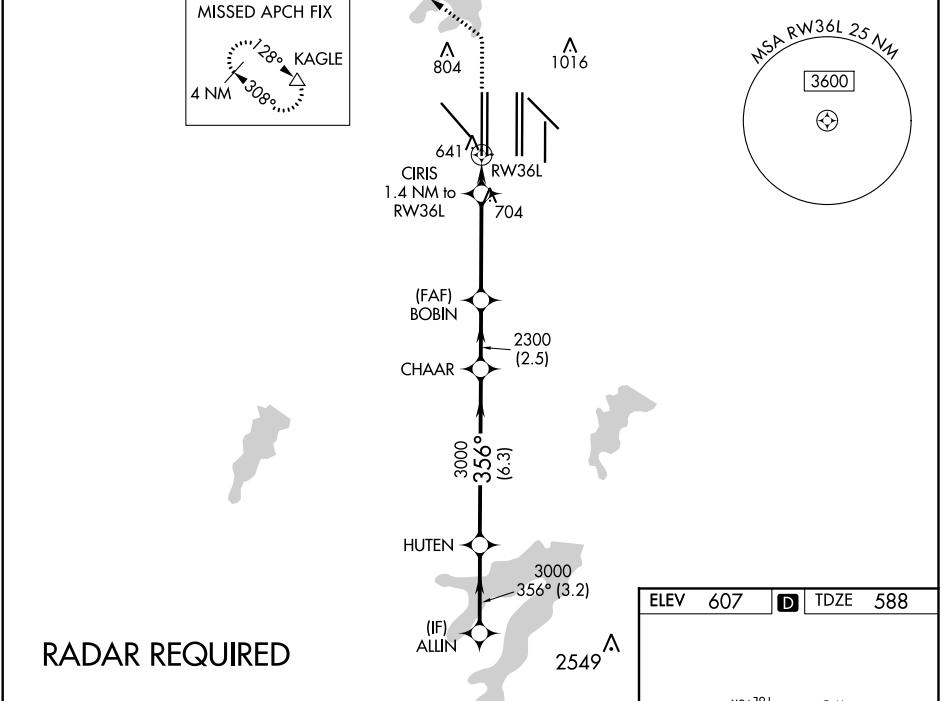 MISSED APCH FIX
128°
KAGLE
4 NM
308°
804
1016
MSA RW36L 25 NM
3600
641
RW36L
CIRIS
1.4 NM to
RW36L
704
(FAF)
BOBIN
2300
(2.5)
CHAAR
3000
356°
(6.3)
HUTEN
3000
356° (3.2)
(IF)
ALLIN
2549
RADAR REQUIRED
ELEV 607 D TDZE 588